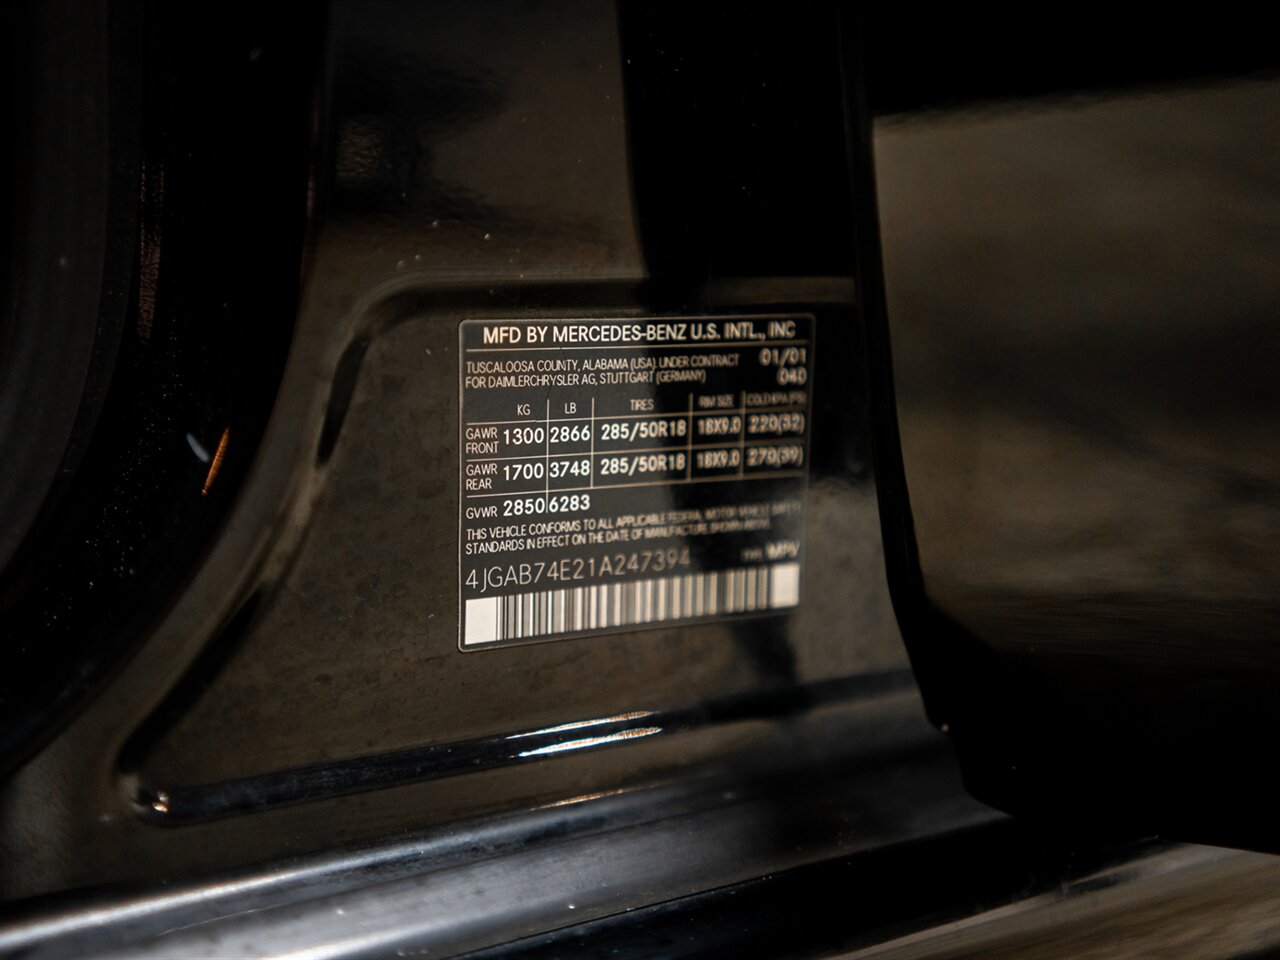 MFD BY MERCEDES-BENZ U.S. INTL., INC
TUSCALOOSA COUNTY, ALABAMA (USA) UNDER CONTRACT 01/01
FOR DAIMLERCHRYSLER AG, STUTTGART (GERMANY) 040
KG LB TIRES RIM SIZE
GAWR FRONT 1300 2866 285/50R18 18X9.0 220(32)
GAWR REAR 1700 3748 285/50R18 18X9.0 270(39)
GVWR 2850 6283
THIS VEHICLE CONFORMS TO ALL APPLICABLE FEDERAL MOTOR VEHICLE SAFETY
STANDARDS IN EFFECT ON THE DATE OF MANUFACTURE SHOWN ABOVE.
4JGAB74E21A247394 TYPE MPV